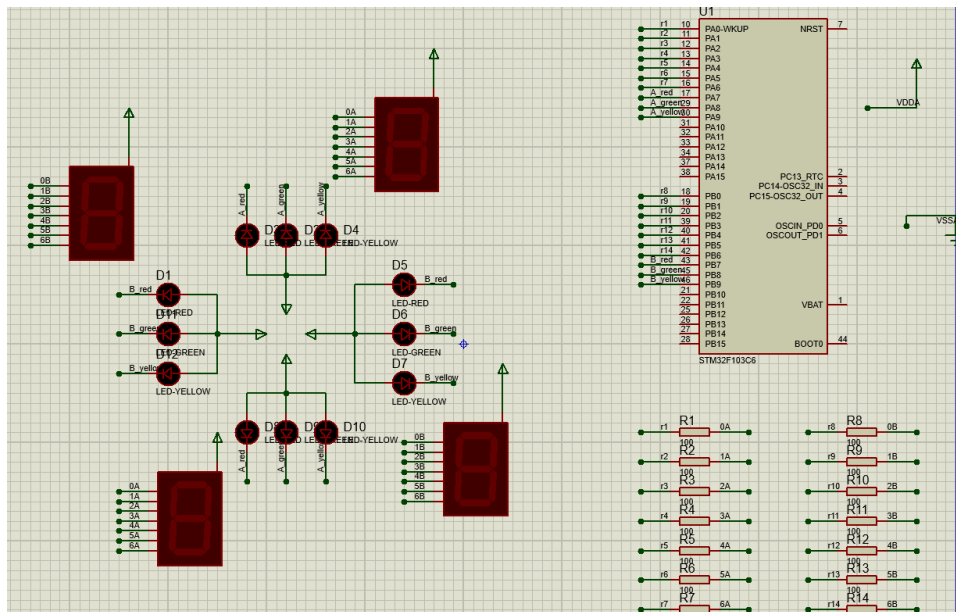 U1
r1 10 PA0-WKUP NRST 7
r2 11 PA1
r3 12 PA2
r4 13 PA3
r5 14 PA4
r6 15 PA5
r7 16 PA6
A_red 17 PA7
A_green 29 PA8
A_yellow 30 PA9
31 PA10
32 PA11
33 PA12
34 PA13
37 PA14
38 PA15
PC13_RTC 2
PC14-OSC32_IN 3
PC15-OSC32_OUT 4
r8 18 PB0
r9 19 PB1
r10 20 PB2
r11 39 PB3
r12 40 PB4
r13 41 PB5
r14 42 PB6
B_red 43 PB7
B_green 45 PB8
B_yellow 46 PB9
21 PB10
22 PB11
25 PB12
26 PB13
27 PB14
28 PB15
OSCIN_PD0 5
OSCOUT_PD1 6
VBAT 1
BOOT0 44
STM32F103C6
VDDA
0A
1A
2A
3A
4A
5A
6A
0B
1B
2B
3B
4B
5B
6B
A_red
A_green
A_yellow
D4
LED-YELLOW
D1
B_red
B_green
B_yellow
LED-GREEN
D12
LED-YELLOW
D5
B_red
LED-RED
D6
B_green
LED-GREEN
D7
B_yellow
LED-YELLOW
D10
LED-YELLOW
A_red
0B
1B
2B
3B
4B
5B
6B
0A
1A
2A
3A
4A
5A
6A
r1 R1 0A
100
r2 R2 1A
100
r3 R3 2A
100
r4 R4 3A
100
r5 R5 4A
100
r6 R6 5A
100
r7 R7 6A
r8 R8 0B
100
r9 R9 1B
100
r10 R10 2B
100
r11 R11 3B
100
r12 R12 4B
100
r13 R13 5B
100
r14 R14 6B